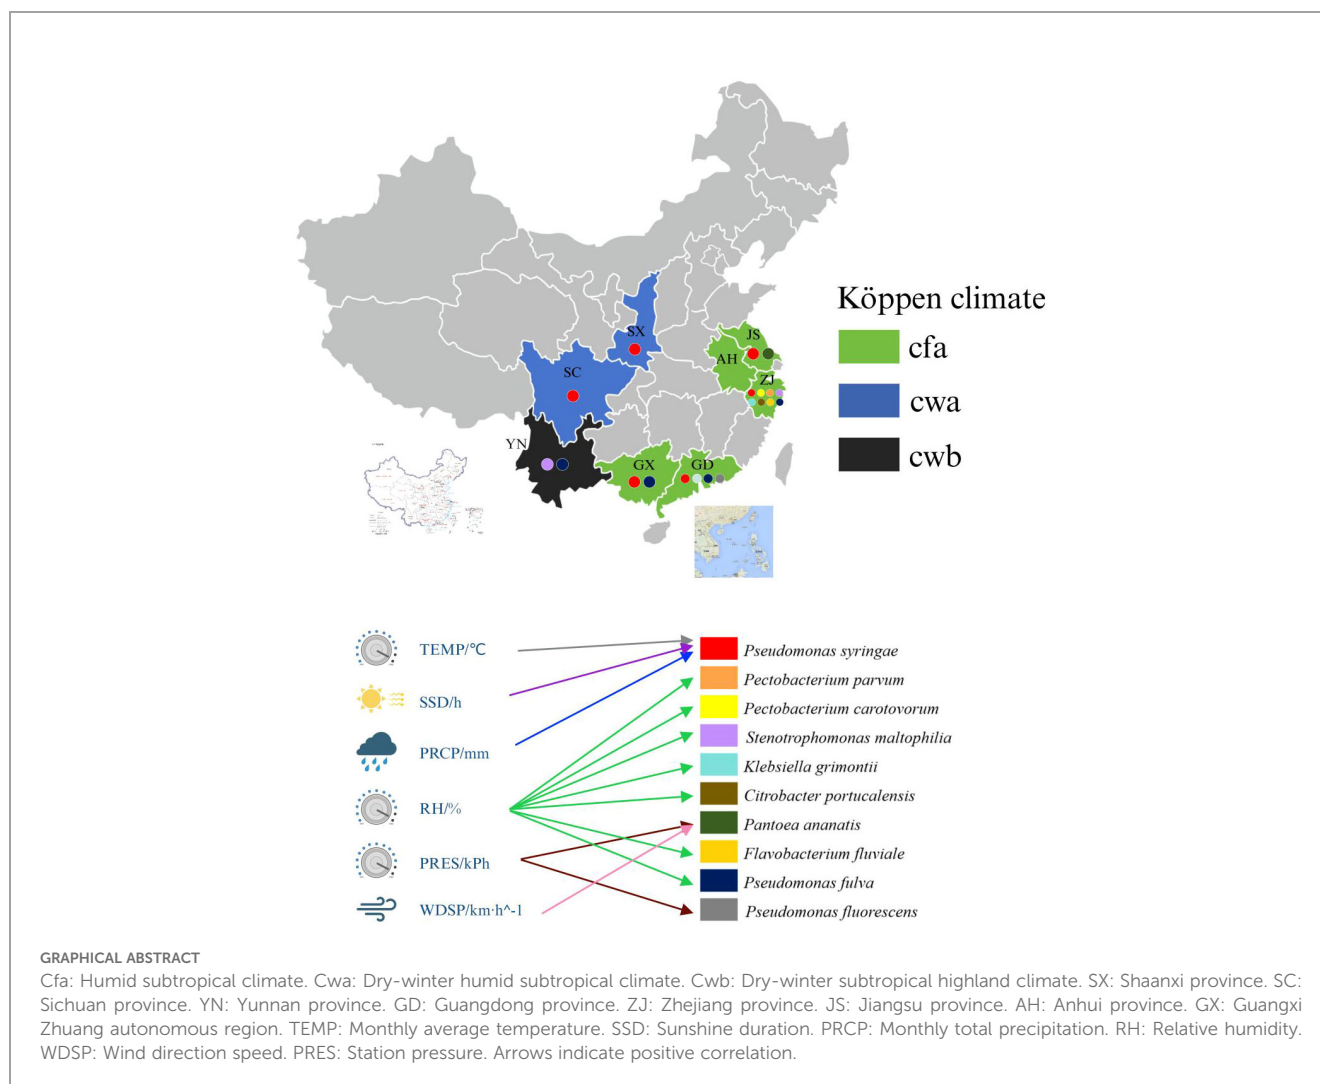 SX
JS
AH
ZJ
SC
YN
GX
GD
Köppen climate
cfa
cwa
cwb
TEMP/℃
SSD/h
PRCP/mm
RH/%
PRES/kPh
WDSP/km·h^-1
Pseudomonas syringae
Pectobacterium parvum
Pectobacterium carotovorum
Stenotrophomonas maltophilia
Klebsiella grimontii
Citrobacter portucalensis
Pantoea ananatis
Flavobacterium fluviale
Pseudomonas fulva
Pseudomonas fluorescens
GRAPHICAL ABSTRACT
Cfa: Humid subtropical climate. Cwa: Dry-winter humid subtropical climate. Cwb: Dry-winter subtropical highland climate. SX: Shaanxi province. SC:
Sichuan province. YN: Yunnan province. GD: Guangdong province. ZJ: Zhejiang province. JS: Jiangsu province. AH: Anhui province. GX: Guangxi
Zhuang autonomous region. TEMP: Monthly average temperature. SSD: Sunshine duration. PRCP: Monthly total precipitation. RH: Relative humidity.
WDSP: Wind direction speed. PRES: Station pressure. Arrows indicate positive correlation.